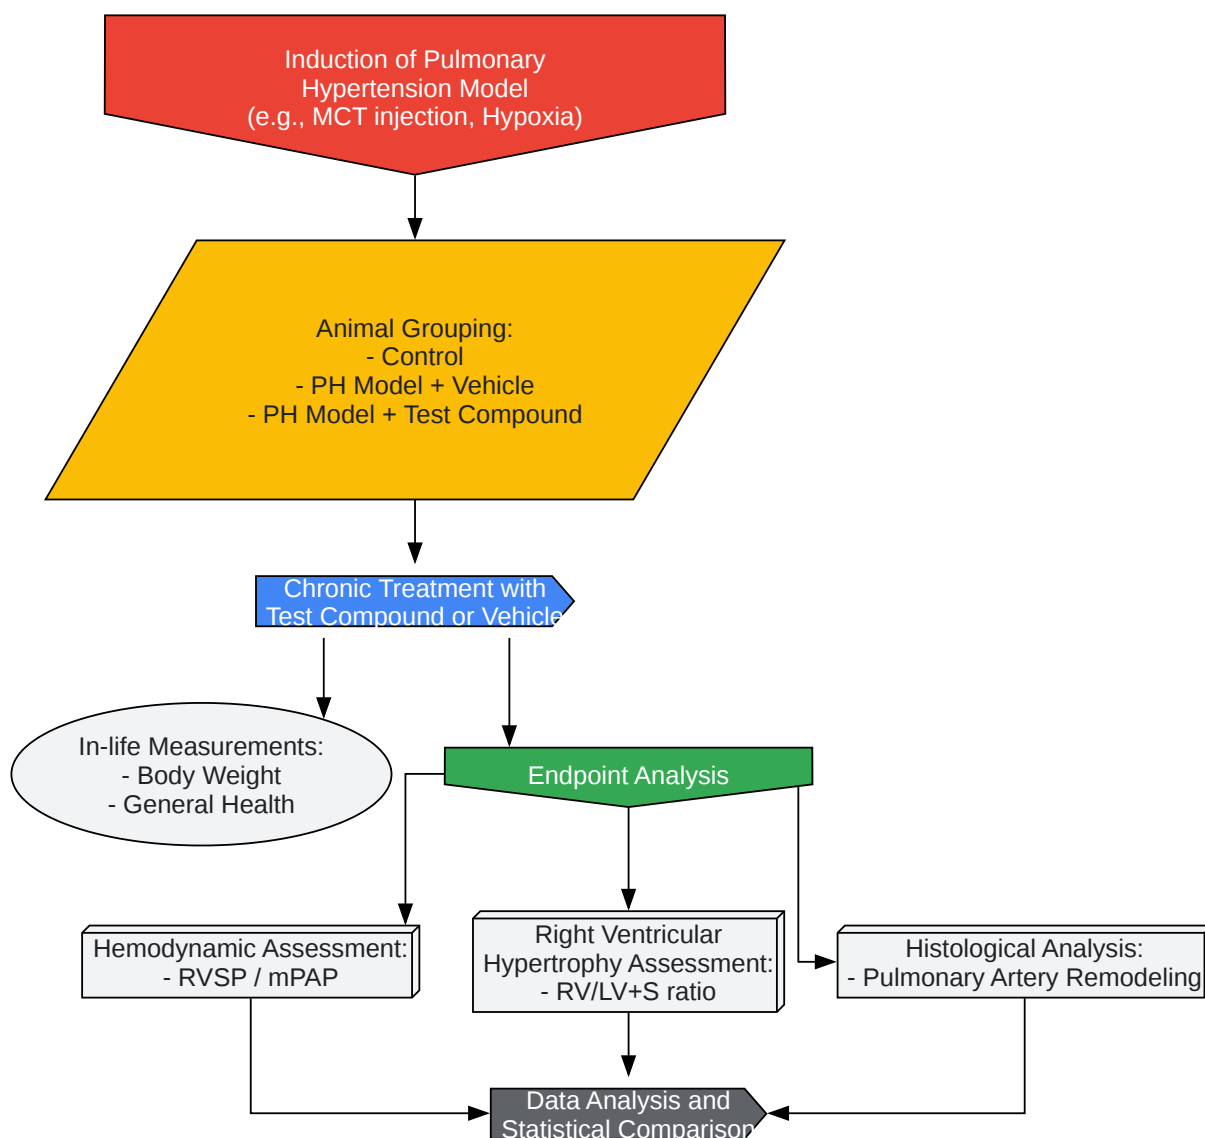 Induction of Pulmonary
Hypertension Model
(e.g., MCT injection, Hypoxia)
Animal Grouping:
- Control
- PH Model + Vehicle
- PH Model + Test Compound
Chronic Treatment with
Test Compound or Vehicle
In-life Measurements:
- Body Weight
- General Health
Endpoint Analysis
Hemodynamic Assessment:
- RVSP / mPAP
Right Ventricular
Hypertrophy Assessment:
- RV/LV+S ratio
Histological Analysis:
- Pulmonary Artery Remodeling
Data Analysis and
Statistical Comparison